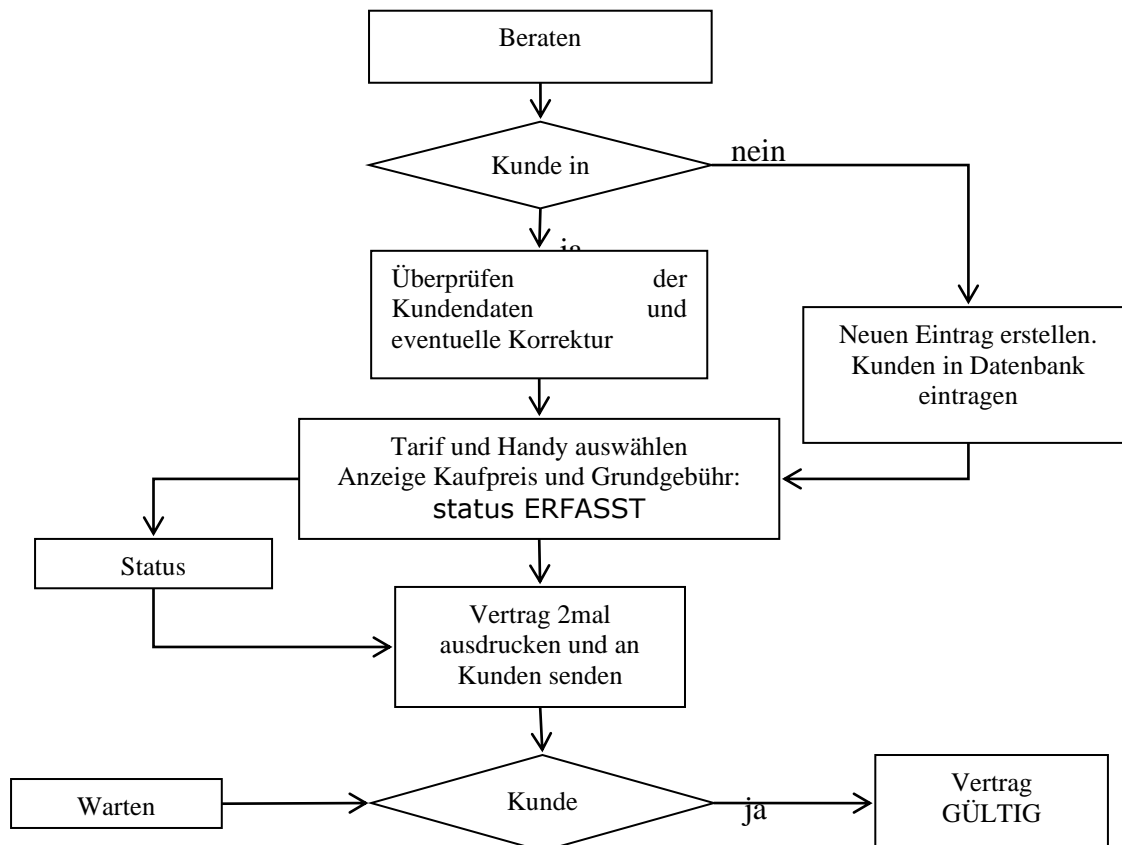 Beraten
Kunde in
nein
ja
Überprüfen der
Kundendaten und
eventuelle Korrektur
Neuen Eintrag erstellen.
Kunden in Datenbank
eintragen
Tarif und Handy auswählen
Anzeige Kaufpreis und Grundgebühr:
status ERFASST
Status
Vertrag 2mal
ausdrucken und an
Kunden senden
Warten
Kunde
ja
Vertrag
GÜLTIG